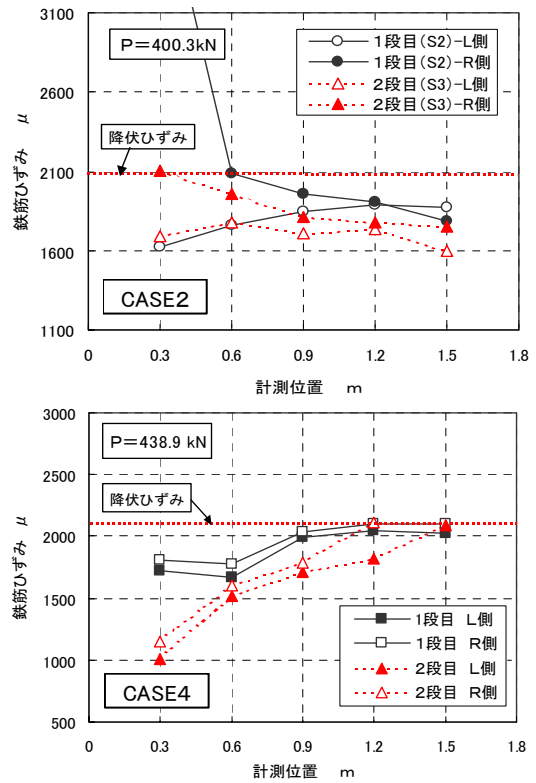 P＝400.3kN
1段目(S2)-L側
1段目(S2)-R側
2段目(S3)-L側
2段目(S3)-R側
降伏ひずみ
鉄筋ひずみ μ
3100
2600
2100
1600
1100
CASE2
0 0.3 0.6 0.9 1.2 1.5 1.8
計測位置 m
P＝438.9 kN
降伏ひずみ
鉄筋ひずみ μ
3000
2500
2000
1500
1000
500
1段目 L側
1段目 R側
2段目 L側
2段目 R側
CASE4
0 0.3 0.6 0.9 1.2 1.5 1.8
計測位置 m